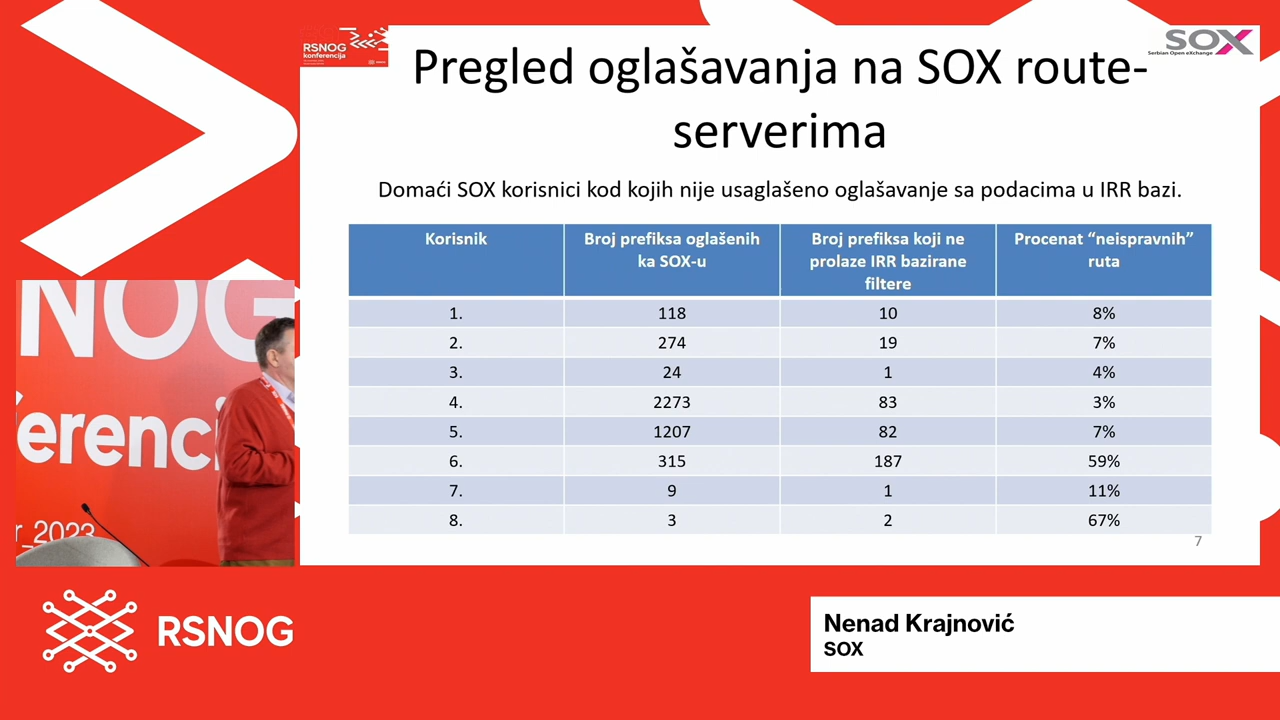 RSNOG
konferencija
SOX
Serbian Open eXchange
Pregled oglašavanja na SOX route-
serverima
Domaći SOX korisnici kod kojih nije usaglašeno oglašavanje sa podacima u IRR bazi.
Korisnik
Broj prefiksa oglašenih
ka SOX-u
Broj prefiksa koji ne
prolaze IRR bazirane
filtere
Procenat “neispravnih”
ruta
1. 118 10 8%
2. 274 19 7%
3. 24 1 4%
4. 2273 83 3%
5. 1207 82 7%
6. 315 187 59%
7. 9 1 11%
8. 3 2 67%
7
NOG
erenci
r_2023
RSNOG
Nenad Krajnović
SOX